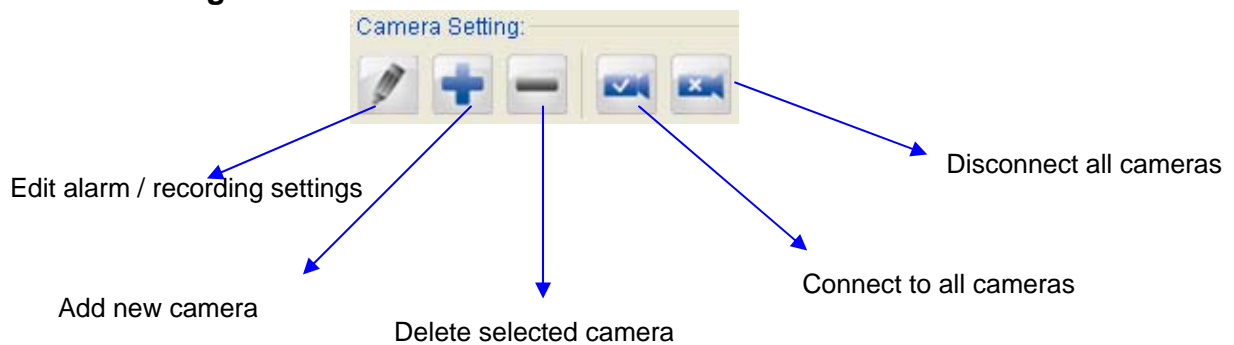 Camera Setting:
Disconnect all cameras
Edit alarm / recording settings
Connect to all cameras
Add new camera
Delete selected camera